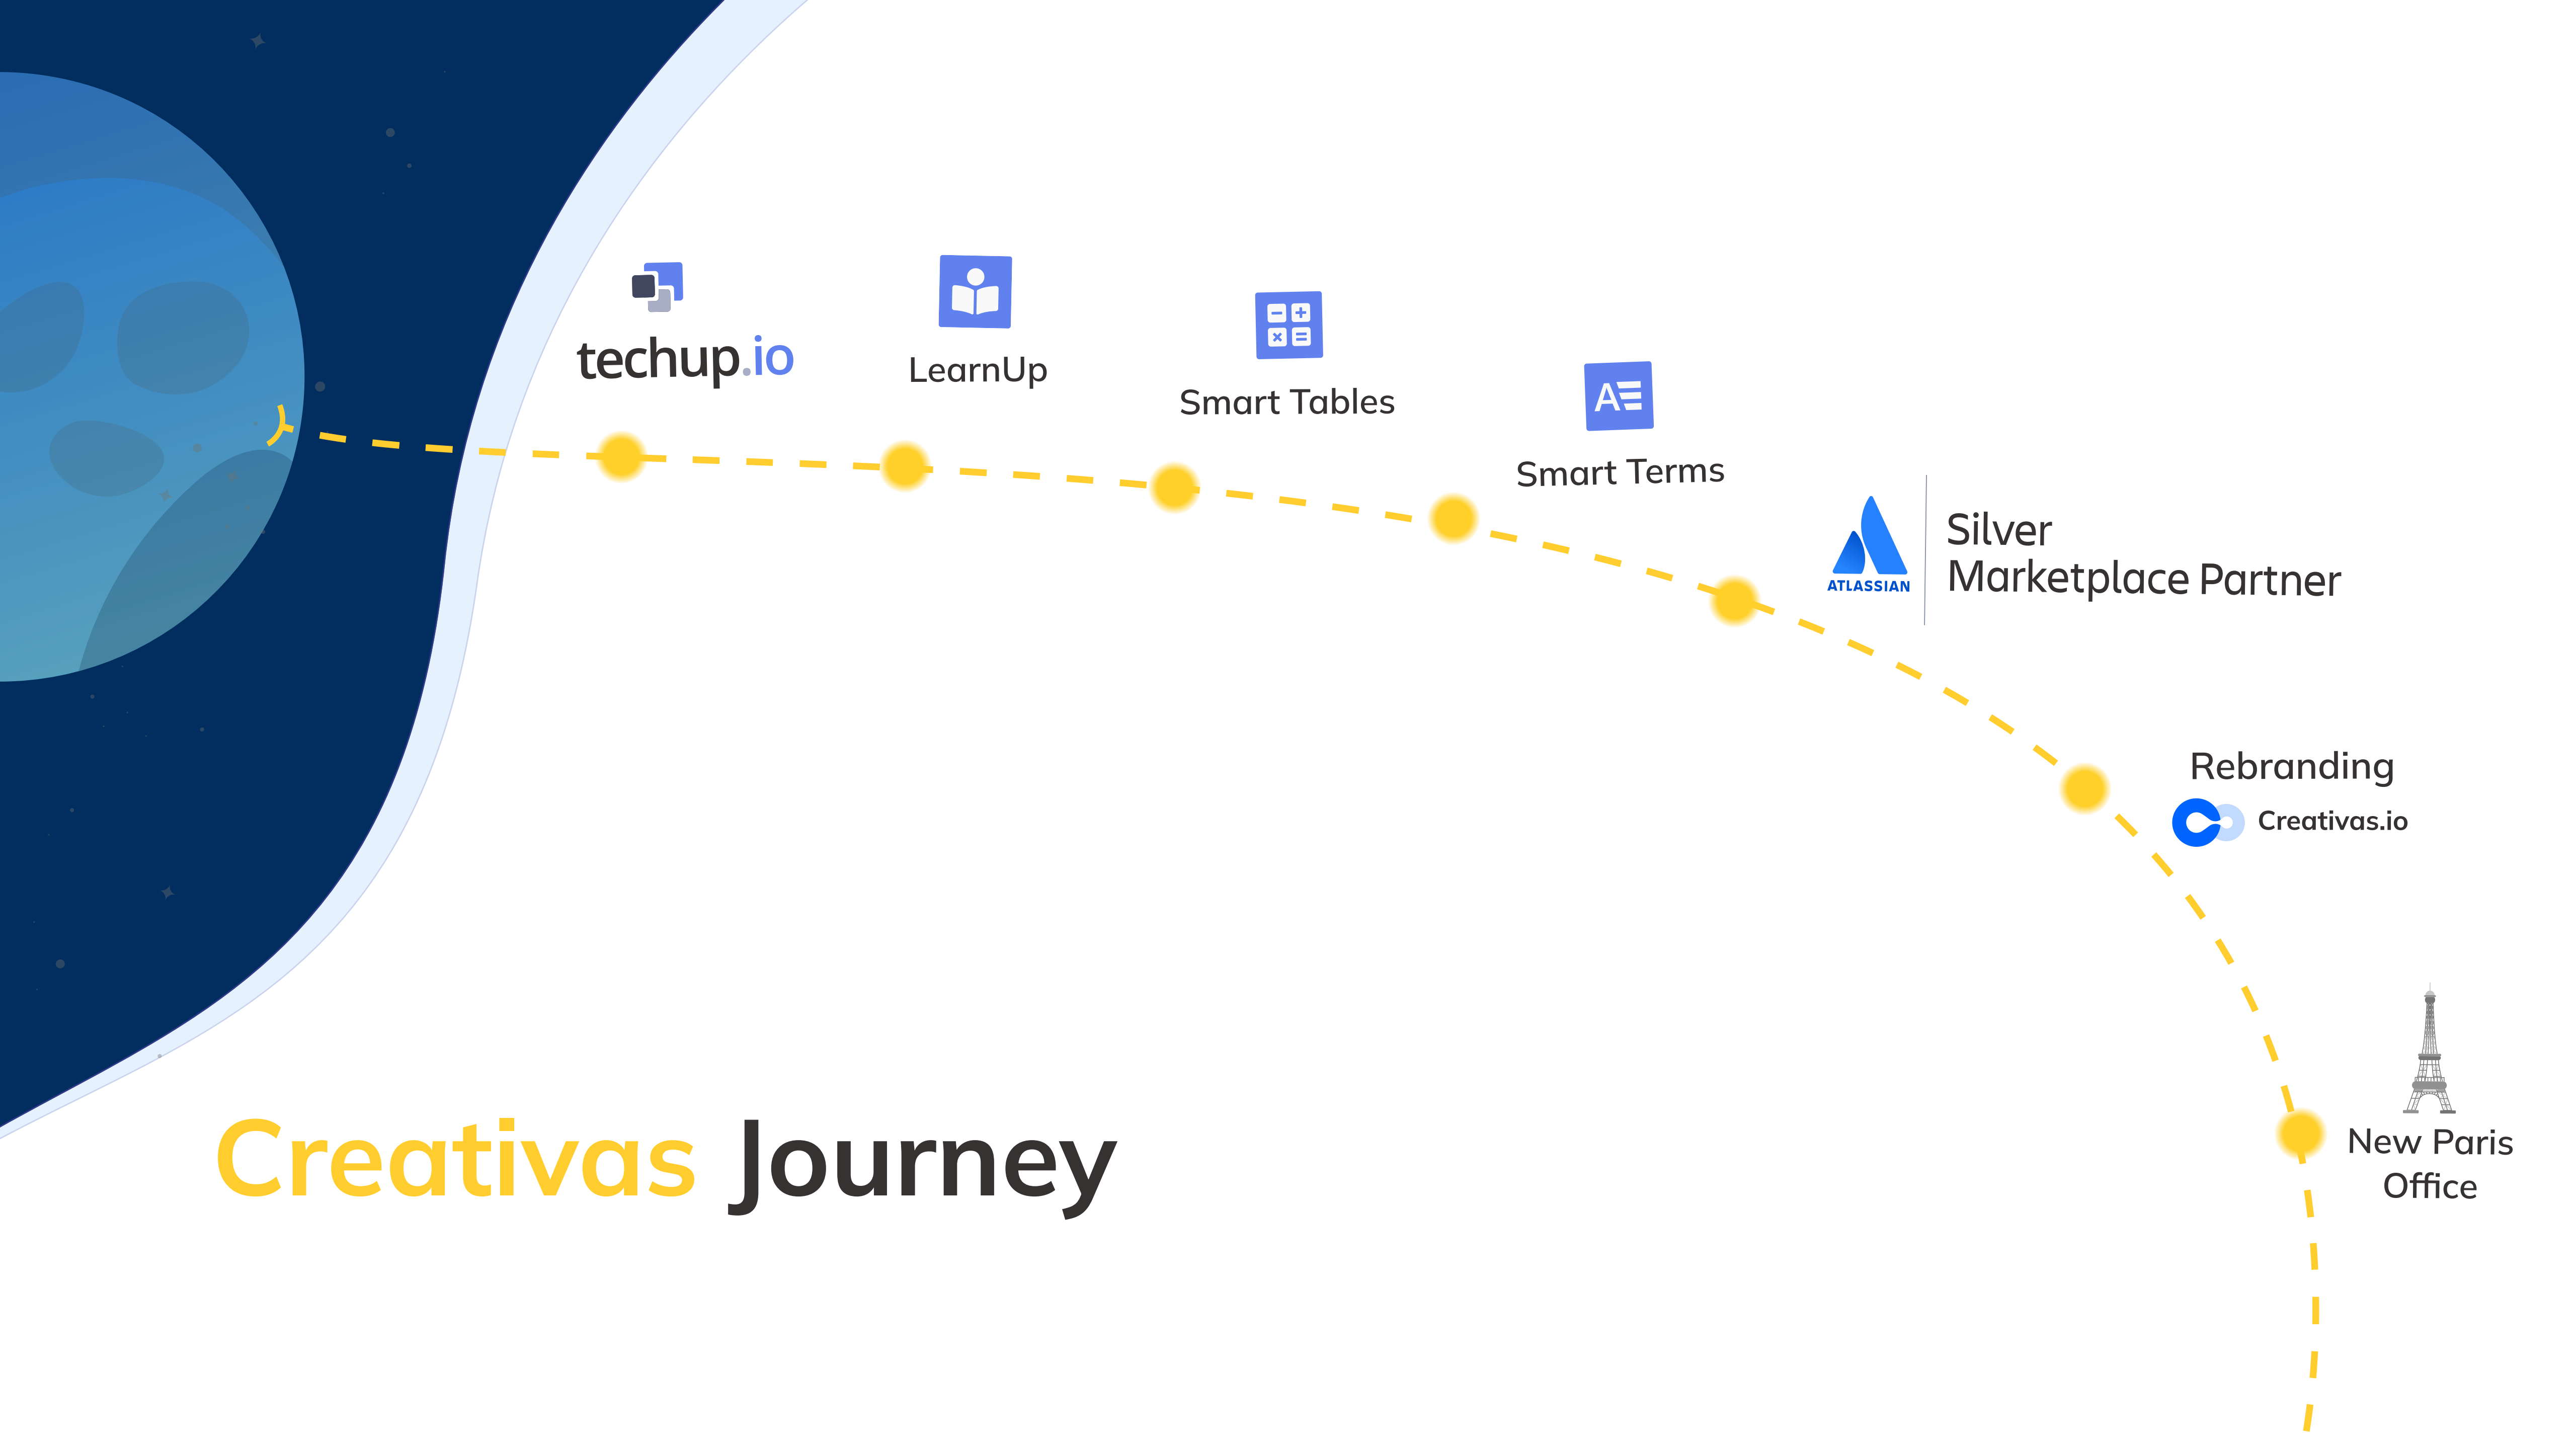 techup.io
LearnUp
Smart Tables
A
Smart Terms
ATLASSIAN
Silver
Marketplace Partner
Rebranding
Creativas.io
New Paris
Office
Creativas Journey